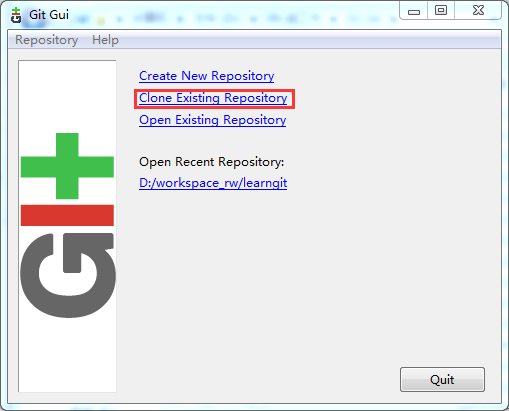 Git Gui
Repository Help
Create New Repository
Clone Existing Repository
Open Existing Repository
Open Recent Repository:
D:/workspace_rw/learngit
GIt
Quit